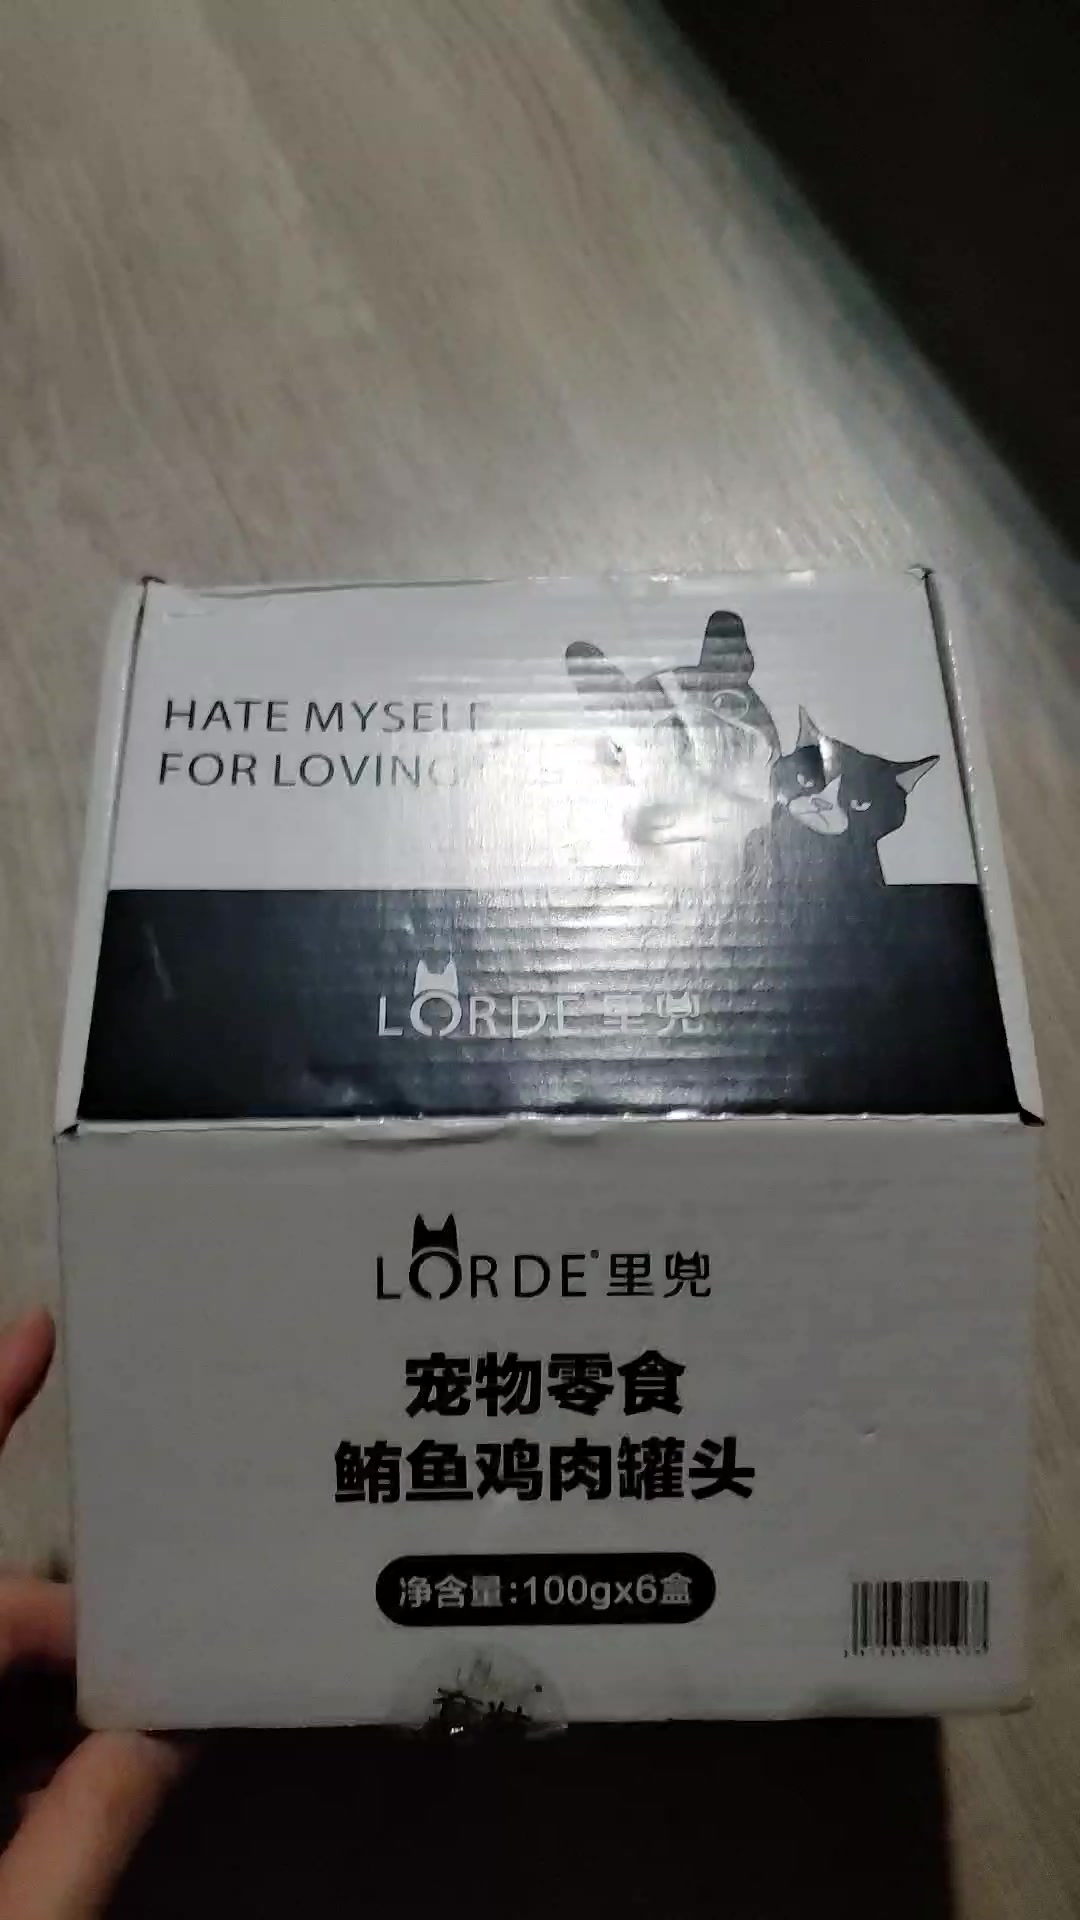 HATE MYSELF
FOR LOVING
LORDE 里兜
LORDE 里兜
宠物零食
鲔鱼鸡肉罐头
净含量:100gx6盒